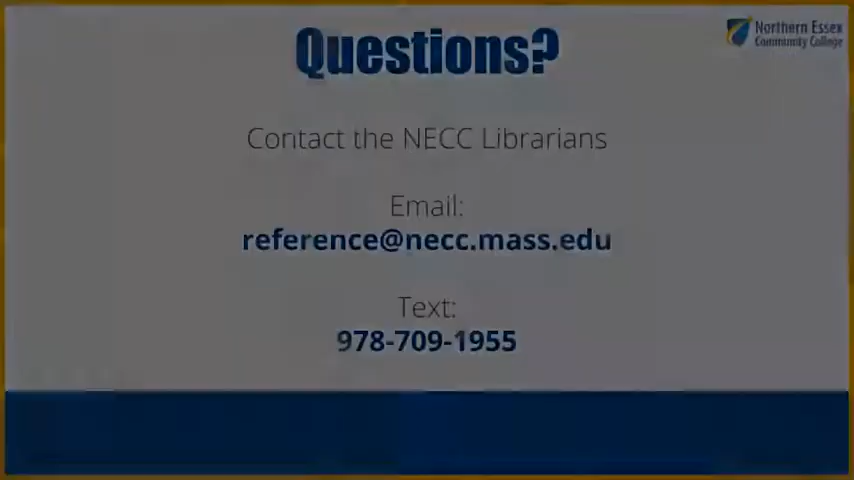 Questions?
Northern Essex
Community College
Contact the NECC Librarians
Email:
reference@necc.mass.edu
Text:
978-709-1955